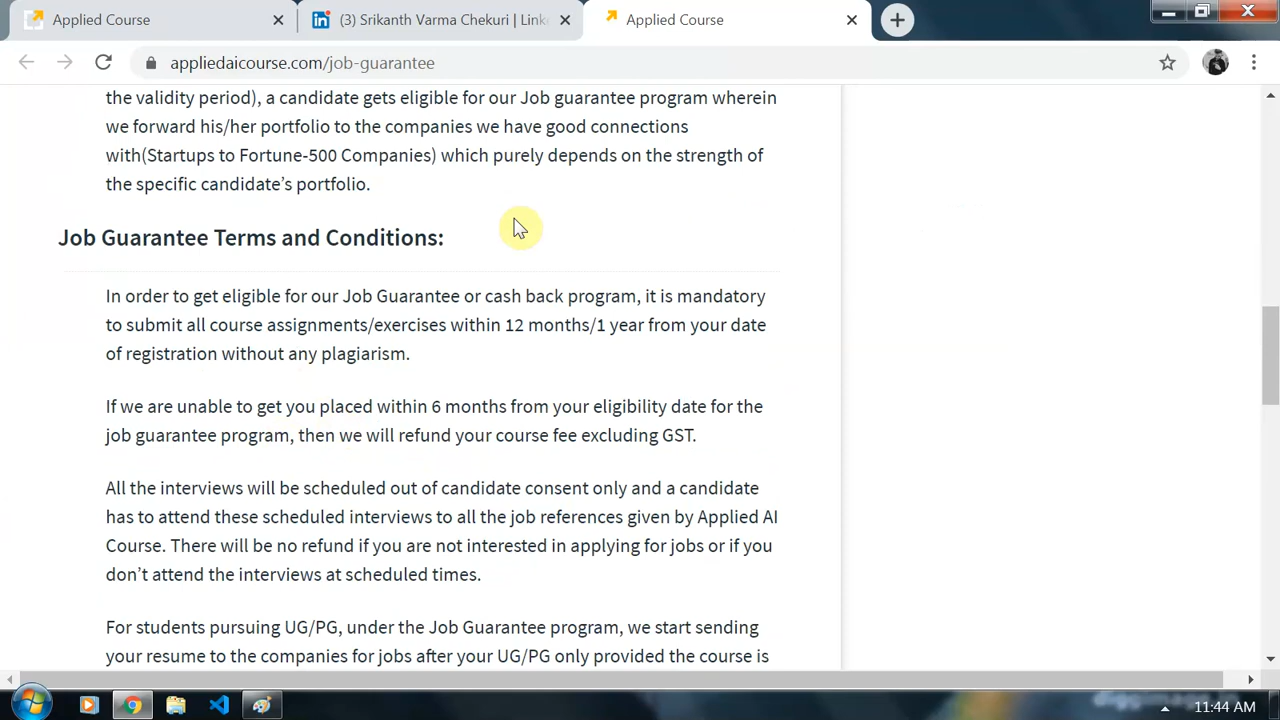 Applied Course
(3) Srikanth Varma Chekuri | Linke
Applied Course
appliedaicourse.com/job-guarantee
the validity period), a candidate gets eligible for our Job guarantee program wherein
we forward his/her portfolio to the companies we have good connections
with(Startups to Fortune-500 Companies) which purely depends on the strength of
the specific candidate’s portfolio.
Job Guarantee Terms and Conditions:
In order to get eligible for our Job Guarantee or cash back program, it is mandatory
to submit all course assignments/exercises within 12 months/1 year from your date
of registration without any plagiarism.
If we are unable to get you placed within 6 months from your eligibility date for the
job guarantee program, then we will refund your course fee excluding GST.
All the interviews will be scheduled out of candidate consent only and a candidate
has to attend these scheduled interviews to all the job references given by Applied AI
Course. There will be no refund if you are not interested in applying for jobs or if you
don’t attend the interviews at scheduled times.
For students pursuing UG/PG, under the Job Guarantee program, we start sending
your resume to the companies for jobs after your UG/PG only provided the course is
11:44 AM